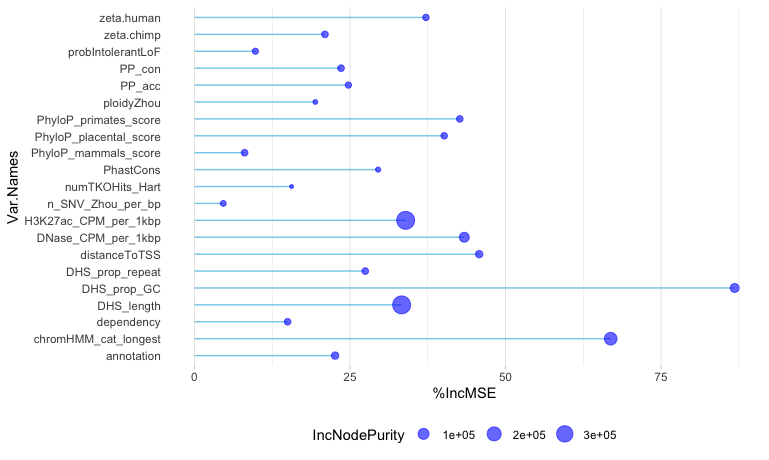 Var.Names
zeta.human
zeta.chimp
probIntolerantLoF
PP_con
PP_acc
ploidyZhou
PhyloP_primates_score
PhyloP_placental_score
PhyloP_mammals_score
PhastCons
numTKOHits_Hart
n_SNV_Zhou_per_bp
H3K27ac_CPM_per_1kbp
DNase_CPM_per_1kbp
distanceToTSS
DHS_prop_repeat
DHS_prop_GC
DHS_length
dependency
chromHMM_cat_longest
annotation
0 25 50 75
%IncMSE
IncNodePurity 1e+05 2e+05 3e+05